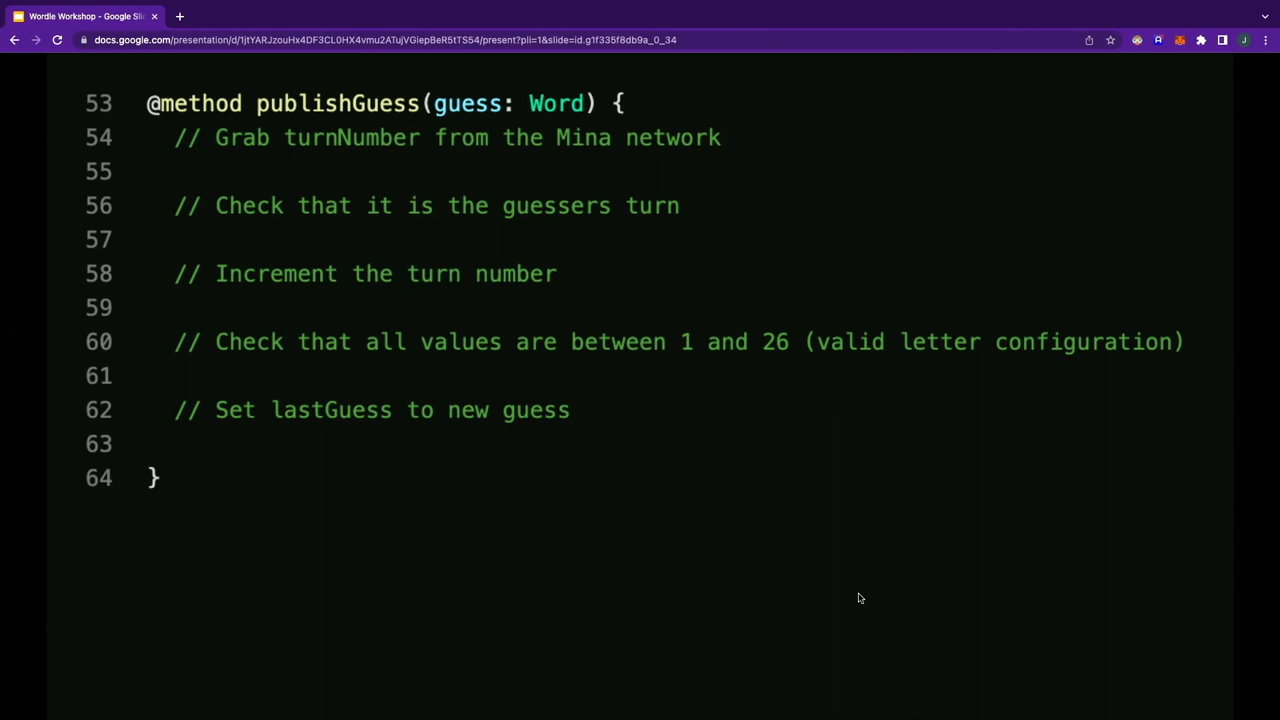 Wordle Workshop - Google Sli
docs.google.com/presentation/d/1jtYARJzouHx4DF3CL0HX4vmu2ATujVGiepBeR5tTS54/present?pli=1&slide=id.g1f335f8db9a_0_34
J
53 @method publishGuess(guess: Word) {
54 // Grab turnNumber from the Mina network
55
56 // Check that it is the guessers turn
57
58 // Increment the turn number
59
60 // Check that all values are between 1 and 26 (valid letter configuration)
61
62 // Set lastGuess to new guess
63
64 }